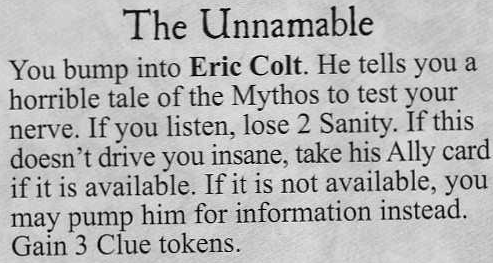 The Unnamable
You bump into Eric Colt. He tells you a
horrible tale of the Mythos to test your
nerve. If you listen, lose 2 Sanity. If this
doesn't drive you insane, take his Ally card
if it is available. If it is not available, you
may pump him for information instead.
Gain 3 Clue tokens.